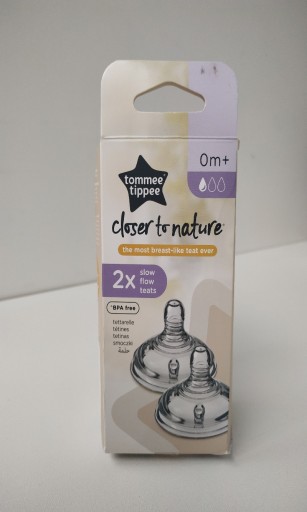 0m+
tommee
tippee
closer to nature
the most breast-like teat ever
2x
slow
flow
teats
*BPA free
tettarelle
tétines
tetinas
smoczki